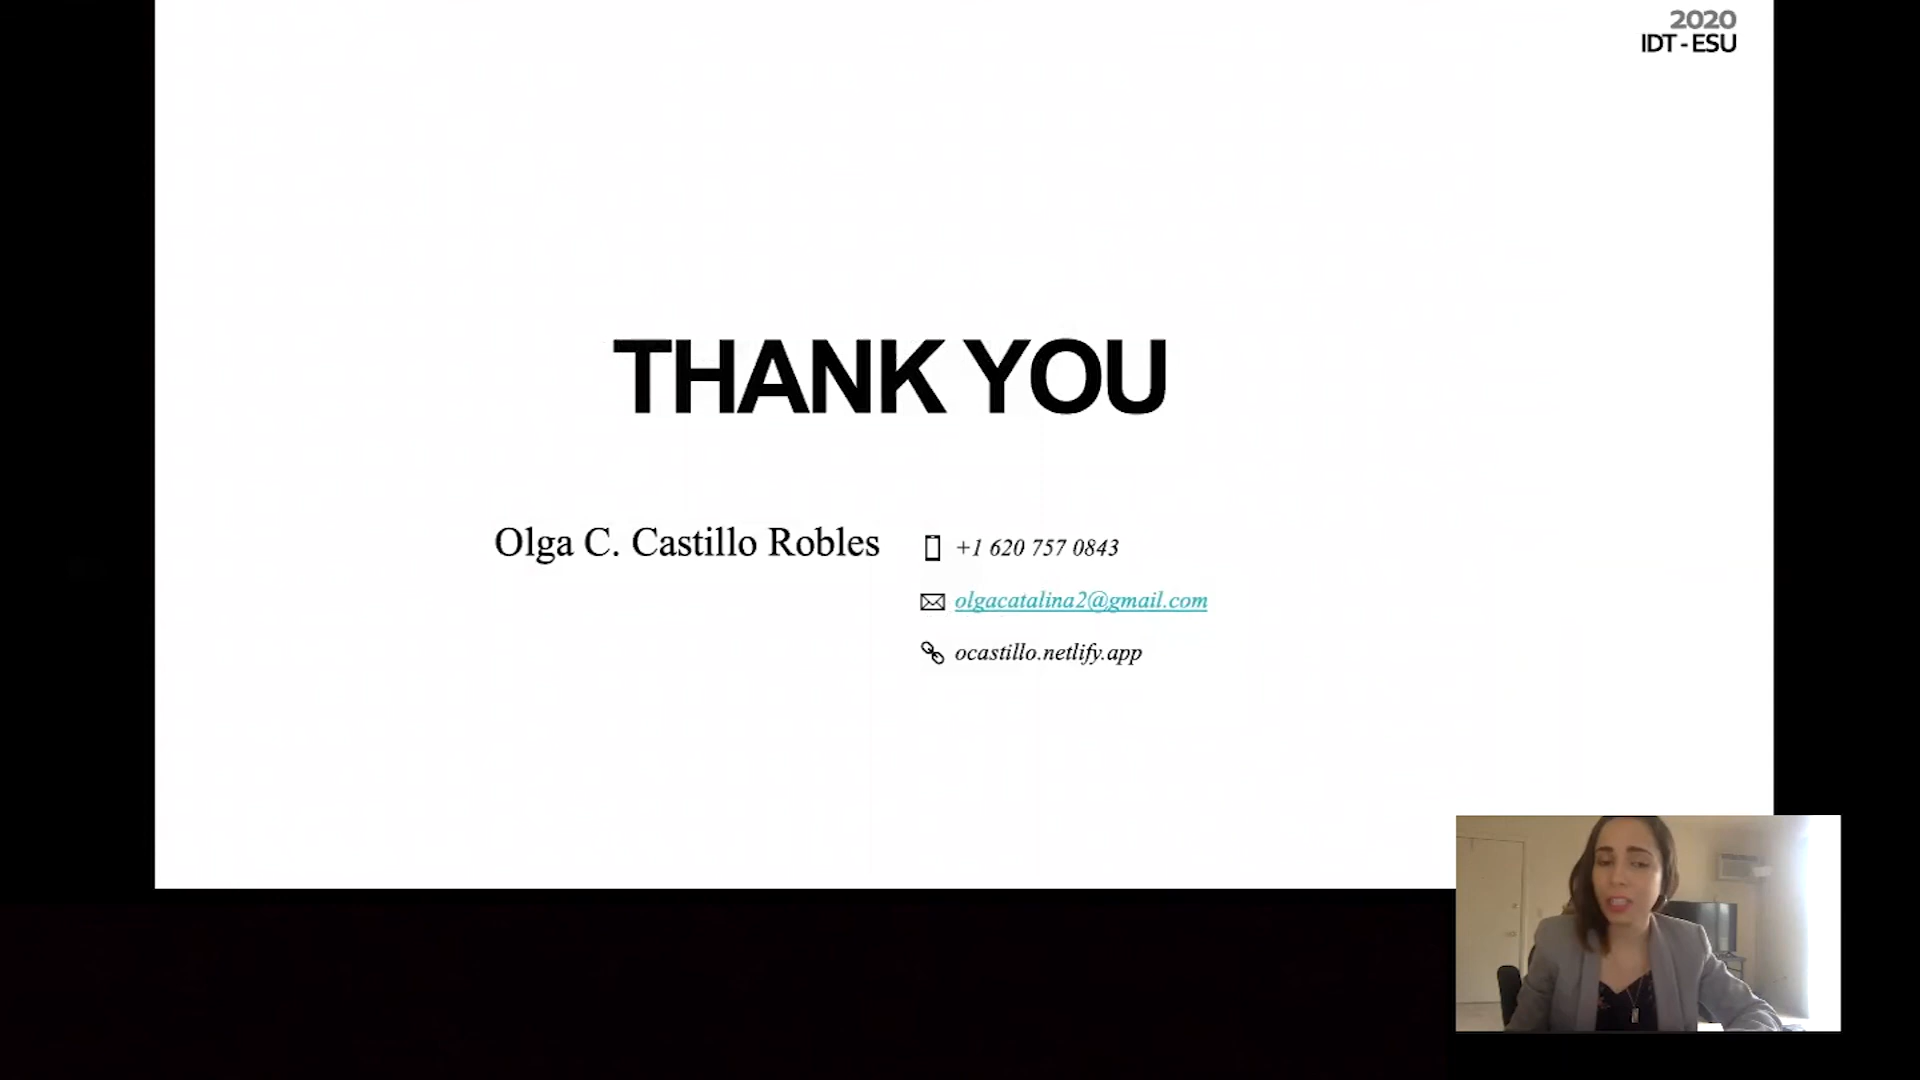 2020
IDT - ESU
THANK YOU
Olga C. Castillo Robles
+1 620 757 0843
olgacatalina2@gmail.com
ocastillo.netlify.app